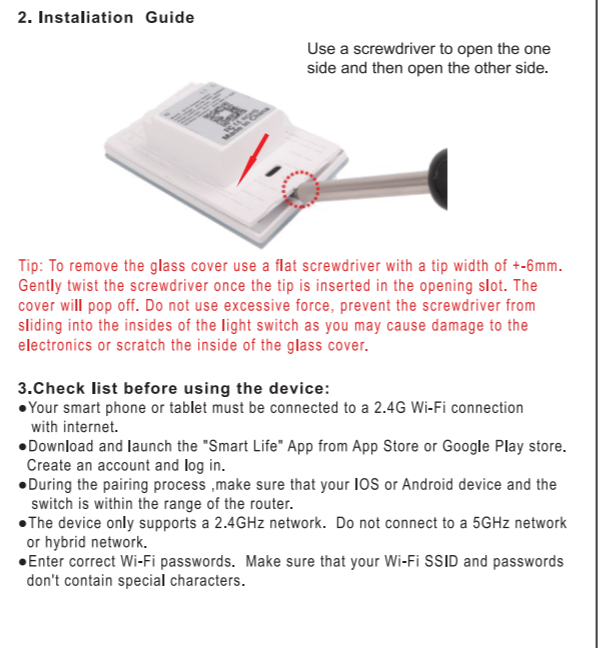 2. Instaliation Guide
Use a screwdriver to open the one
side and then open the other side.
Made in China
Tip: To remove the glass cover use a flat screwdriver with a tip width of +-6mm.
Gently twist the screwdriver once the tip is inserted in the opening slot. The
cover will pop off. Do not use excessive force, prevent the screwdriver from
sliding into the insides of the light switch as you may cause damage to the
electronics or scratch the inside of the glass cover.
3.Check list before using the device:
●Your smart phone or tablet must be connected to a 2.4G Wi-Fi connection
with internet.
●Download and launch the "Smart Life" App from App Store or Google Play store.
Create an account and log in.
●During the pairing process ,make sure that your IOS or Android device and the
switch is within the range of the router.
●The device only supports a 2.4GHz network. Do not connect to a 5GHz network
or hybrid network.
●Enter correct Wi-Fi passwords. Make sure that your Wi-Fi SSID and passwords
don't contain special characters.